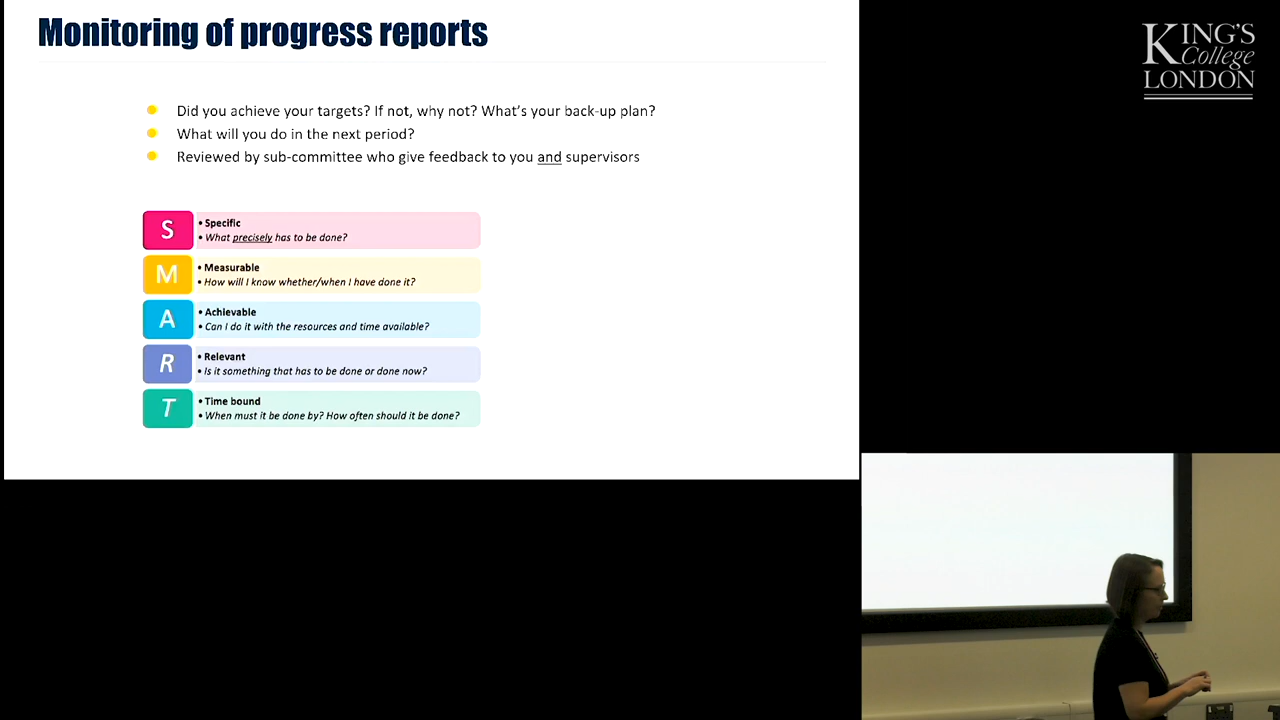 Monitoring of progress reports
Did you achieve your targets? If not, why not? What's your back-up plan?
What will you do in the next period?
Reviewed by sub-committee who give feedback to you and supervisors
S
• Specific
• What precisely has to be done?
M
• Measurable
• How will I know whether/when I have done it?
A
• Achievable
• Can I do it with the resources and time available?
R
• Relevant
• Is it something that has to be done or done now?
T
• Time bound
• When must it be done by? How often should it be done?
KING'S
College
LONDON